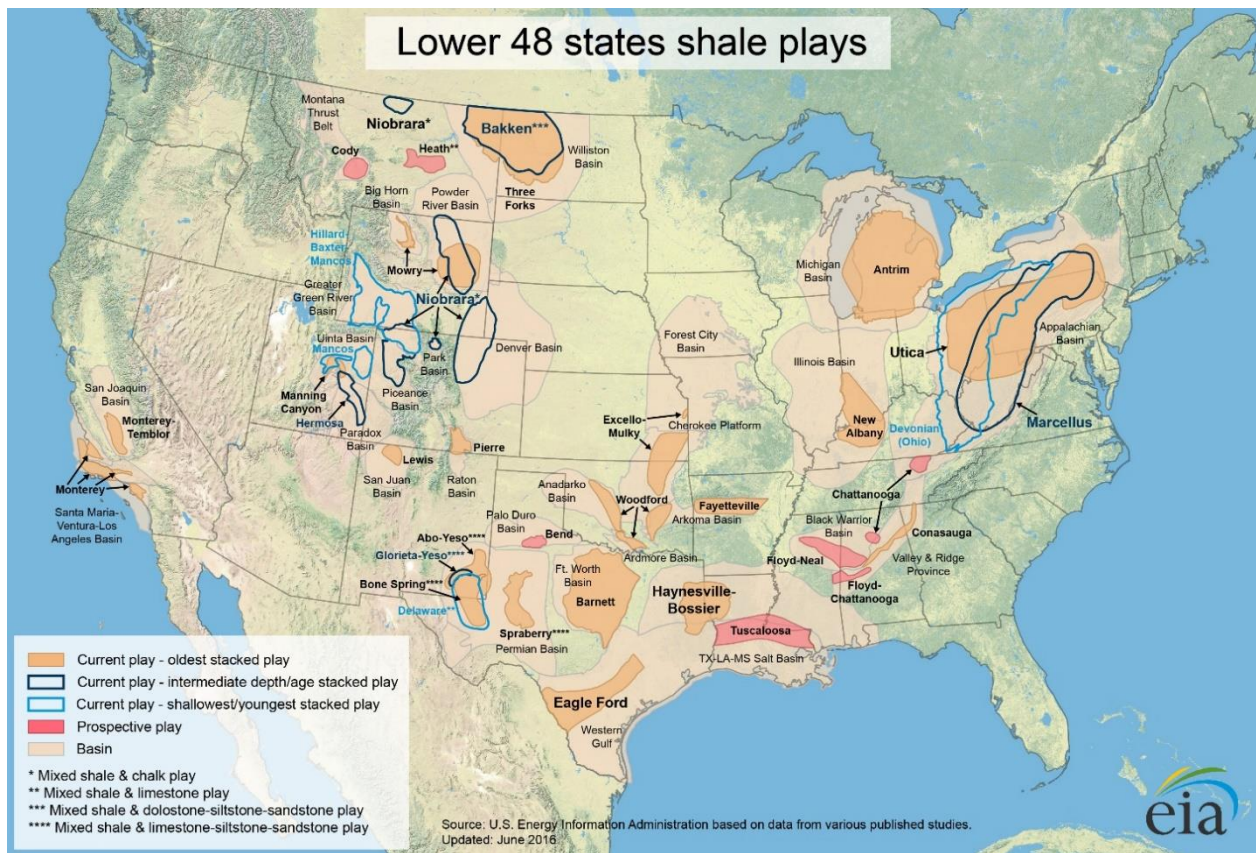 Lower 48 states shale plays
Montana
Thrust
Belt
Niobrara*
Bakken***
Cody
Heath**
Williston
Basin
Big Horn
Basin
Powder
River Basin
Three
Forks
Hillard-
Baxter-
Mancos
Mowry
Greater
Green River
Basin
Niobrara*
Michigan
Basin
Antrim
Uinta Basin
Mancos
Park
Basin
Denver Basin
Forest City
Basin
Illinois Basin
Utica
Appalachian
Basin
San Joaquin
Basin
Monterey-
Temblor
Manning
Canyon
Hermosa
Piceance
Basin
Paradox
Basin
Excello-
Mulky
Cherokee Platform
New
Albany
Devonian
(Ohio)
Marcellus
Monterey
Santa Maria-
Ventura-Los
Angeles Basin
Lewis
San Juan
Basin
Pierre
Raton
Basin
Anadarko
Basin
Woodford
Fayetteville
Arkoma Basin
Chattanooga
Black Warrior
Basin
Conasauga
Palo Duro
Basin
Bend
Ardmore Basin
Floyd-Neal
Valley & Ridge
Province
Floyd-
Chattanooga
Abo-Yeso****
Glorieta-Yeso****
Bone Spring****
Delaware**
Ft. Worth
Basin
Barnett
Haynesville-
Bossier
Spraberry****
Permian Basin
Tuscaloosa
TX-LA-MS Salt Basin
Eagle Ford
Western
Gulf
Current play - oldest stacked play
Current play - intermediate depth/age stacked play
Current play - shallowest/youngest stacked play
Prospective play
Basin
* Mixed shale & chalk play
** Mixed shale & limestone play
*** Mixed shale & dolostone-siltstone-sandstone play
**** Mixed shale & limestone-siltstone-sandstone play
Source: U.S. Energy Information Administration based on data from various published studies.
Updated: June 2016
eia